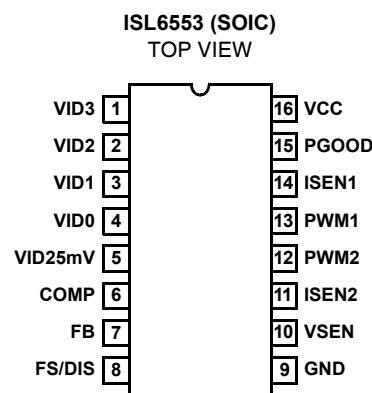 ISL6553 (SOIC)
TOP VIEW
VID3 1 16 VCC
VID2 2 15 PGOOD
VID1 3 14 ISEN1
VID0 4 13 PWM1
VID25mV 5 12 PWM2
COMP 6 11 ISEN2
FB 7 10 VSEN
FS/DIS 8 9 GND